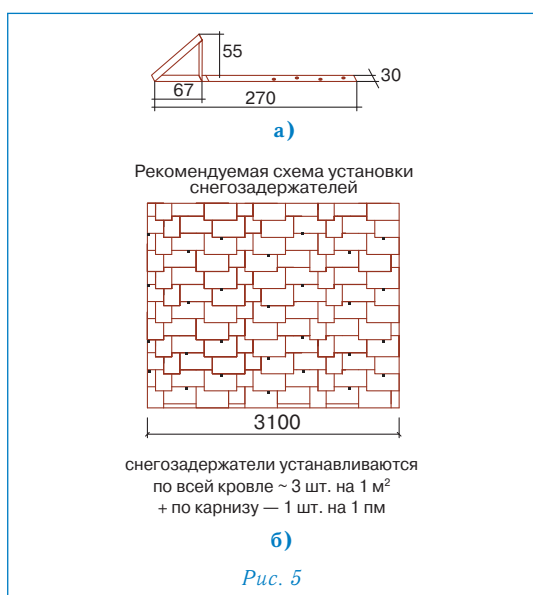 55
30
67
270
а)
Рекомендуемая схема установки
снегозадержателей
3100
снегозадержатели устанавливаются
по всей кровле ~ 3 шт. на 1 м²
+ по карнизу — 1 шт. на 1 пм
б)
Рис. 5